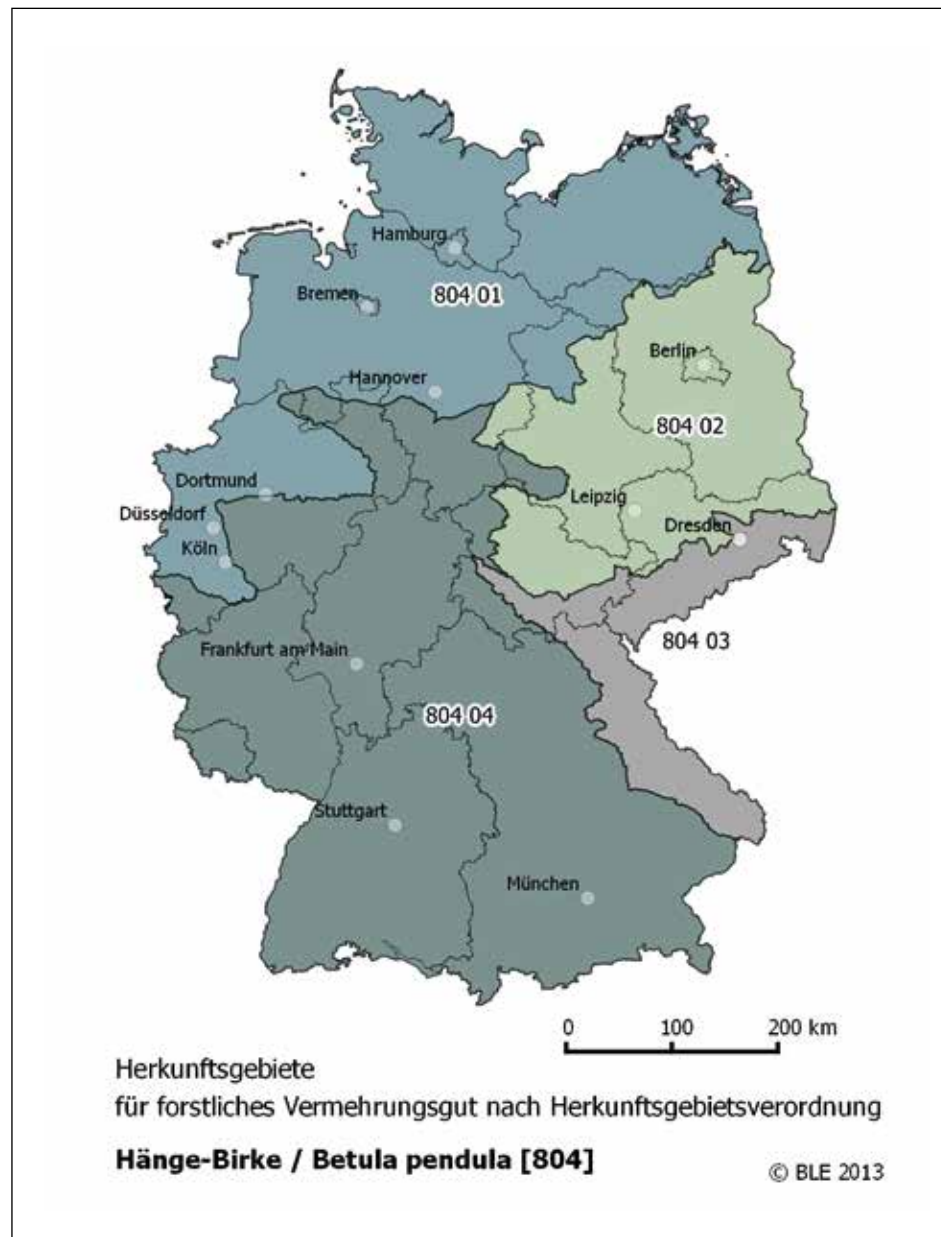 Hamburg
Bremen
804 01
Hannover
Berlin
804 02
Dortmund
Leipzig
Düsseldorf
Dresden
Köln
804 03
Frankfurt am Main
804 04
Stuttgart
München
0 100 200 km
Herkunftsgebiete
für forstliches Vermehrungsgut nach Herkunftsgebietsverordnung
Hänge-Birke / Betula pendula [804]
© BLE 2013